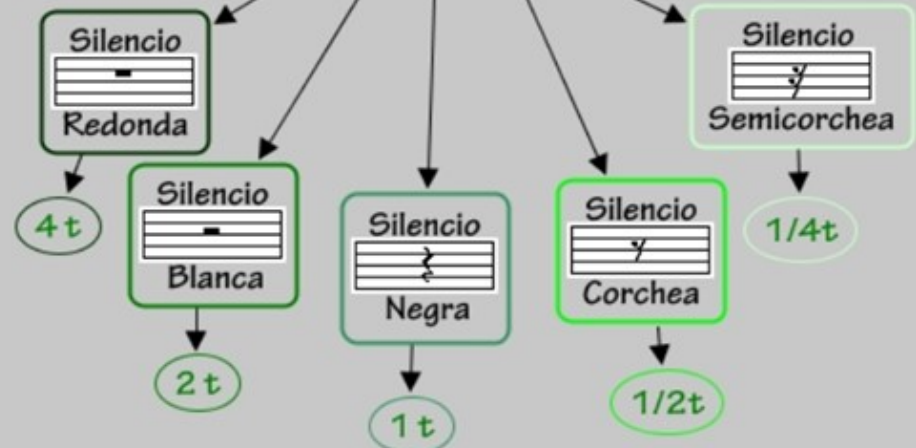 Silencio
Redonda
4 t
Silencio
Blanca
2 t
Silencio
Negra
1 t
Silencio
Corchea
1/2t
Silencio
Semicorchea
1/4t